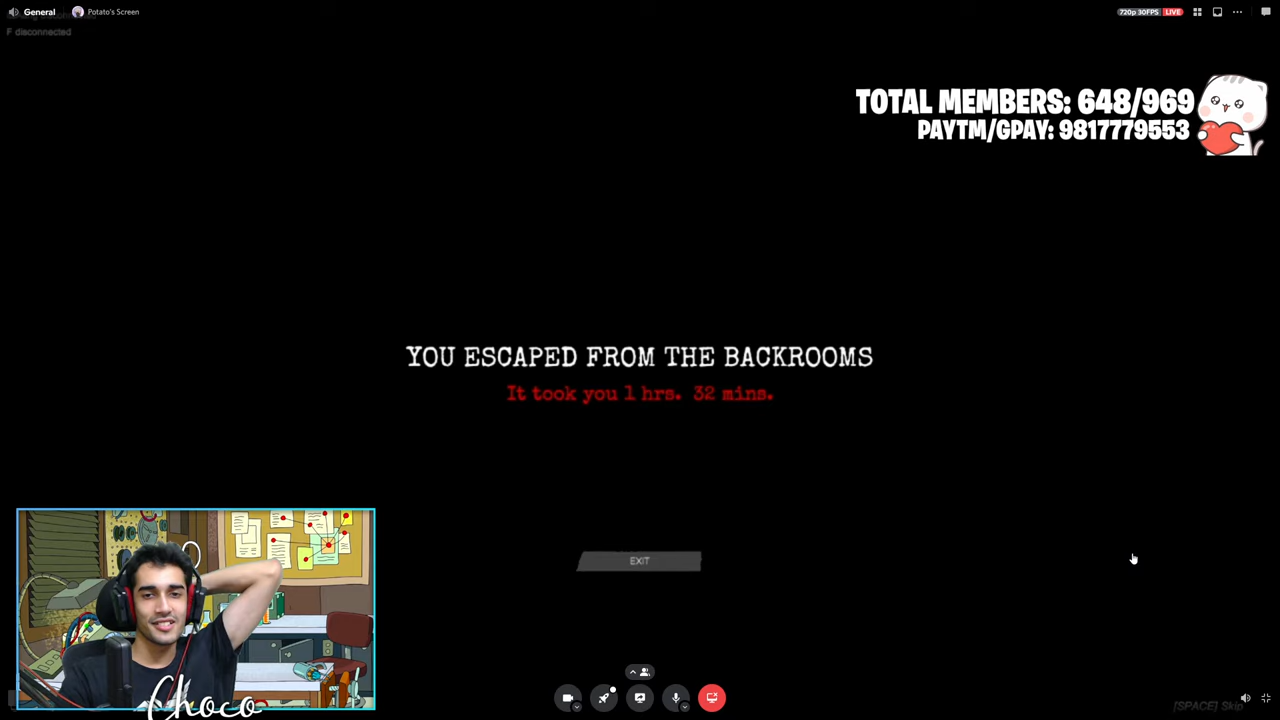 General Potato's Screen
720p 30FPS LIVE
F disconnected
TOTAL MEMBERS: 648/969
PAYTM/GPAY: 9817779553
YOU ESCAPED FROM THE BACKROOMS
It took you 1 hrs. 32 mins.
EXIT
Choco
[SPACE] Skip